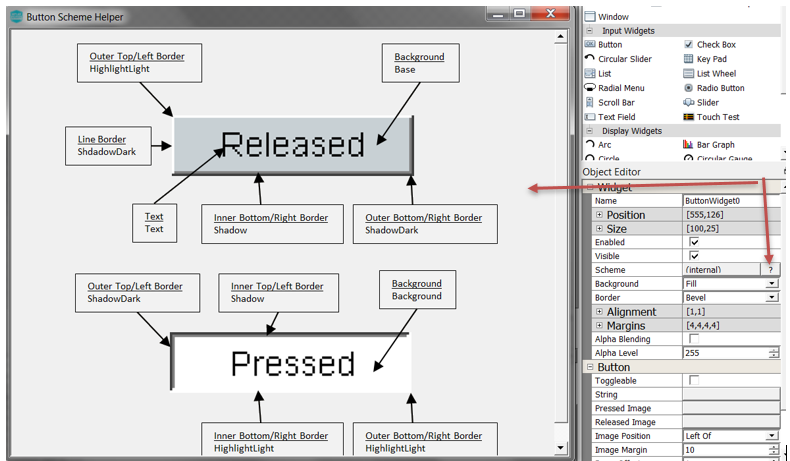 Button Scheme Helper
Outer Top/Left Border
HighlightLight
Background
Base
Line Border
ShdadowDark
Released
Text
Text
Inner Bottom/Right Border
Shadow
Outer Bottom/Right Border
ShadowDark
Outer Top/Left Border
ShadowDark
Inner Top/Left Border
Shadow
Background
Background
Pressed
Inner Bottom/Right Border
HighlightLight
Outer Bottom/Right Border
HighlightLight
Window
Input Widgets
Button Check Box
Circular Slider Key Pad
List List Wheel
Radial Menu Radio Button
Scroll Bar Slider
Text Field Touch Test
Display Widgets
Arc Bar Graph
Circle Circular Gauge
Object Editor
Widget
Name ButtonWidget0
Position [555,126]
Size [100,25]
Enabled
Visible
Scheme (internal) ?
Background Fill
Border Bevel
Alignment [1,1]
Margins [4,4,4,4]
Alpha Blending
Alpha Level 255
Button
Toggleable
String
Pressed Image
Released Image
Image Position Left Of
Image Margin 10